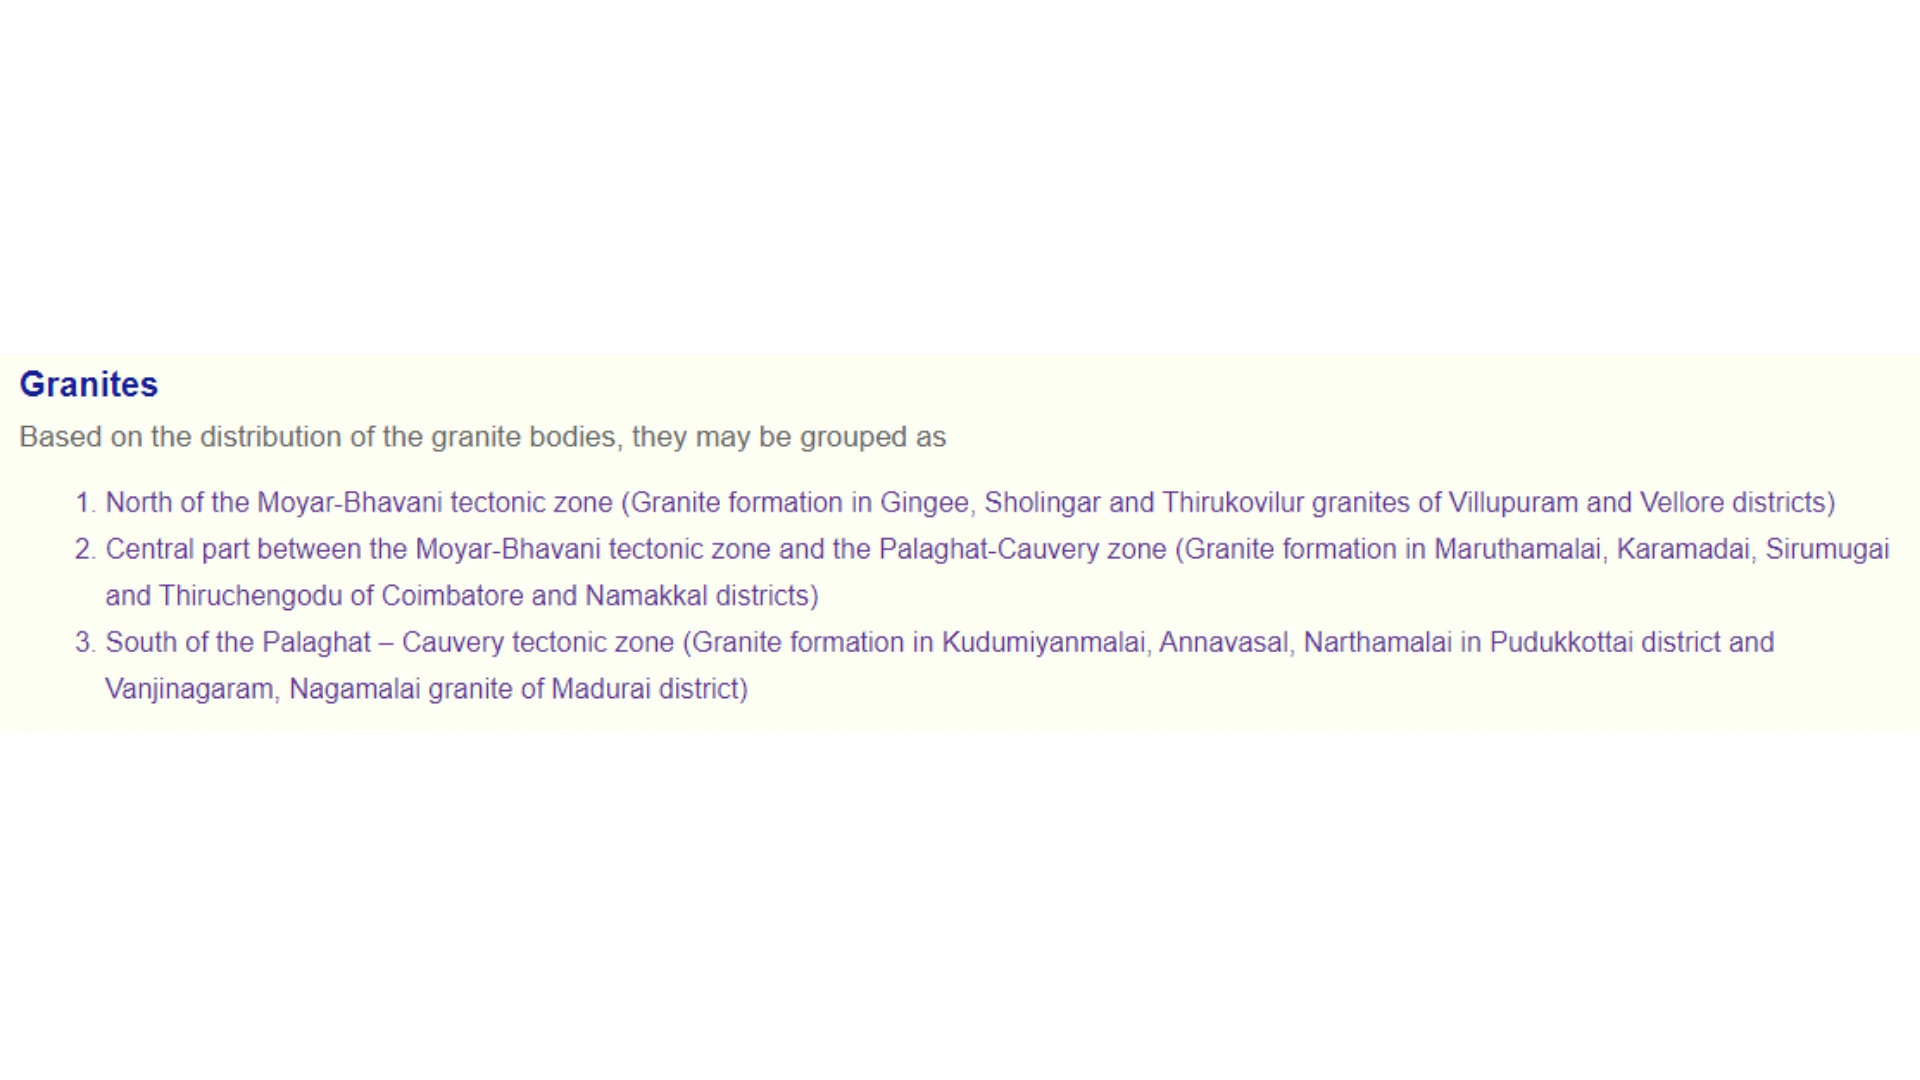 Granites
Based on the distribution of the granite bodies, they may be grouped as
1. North of the Moyar-Bhavani tectonic zone (Granite formation in Gingee, Sholingar and Thirukovilur granites of Villupuram and Vellore districts)
2. Central part between the Moyar-Bhavani tectonic zone and the Palaghat-Cauvery zone (Granite formation in Maruthamalai, Karamadai, Sirumugai
and Thiruchengodu of Coimbatore and Namakkal districts)
3. South of the Palaghat – Cauvery tectonic zone (Granite formation in Kudumiyanmalai, Annavasal, Narthamalai in Pudukkottai district and
Vanjinagaram, Nagamalai granite of Madurai district)